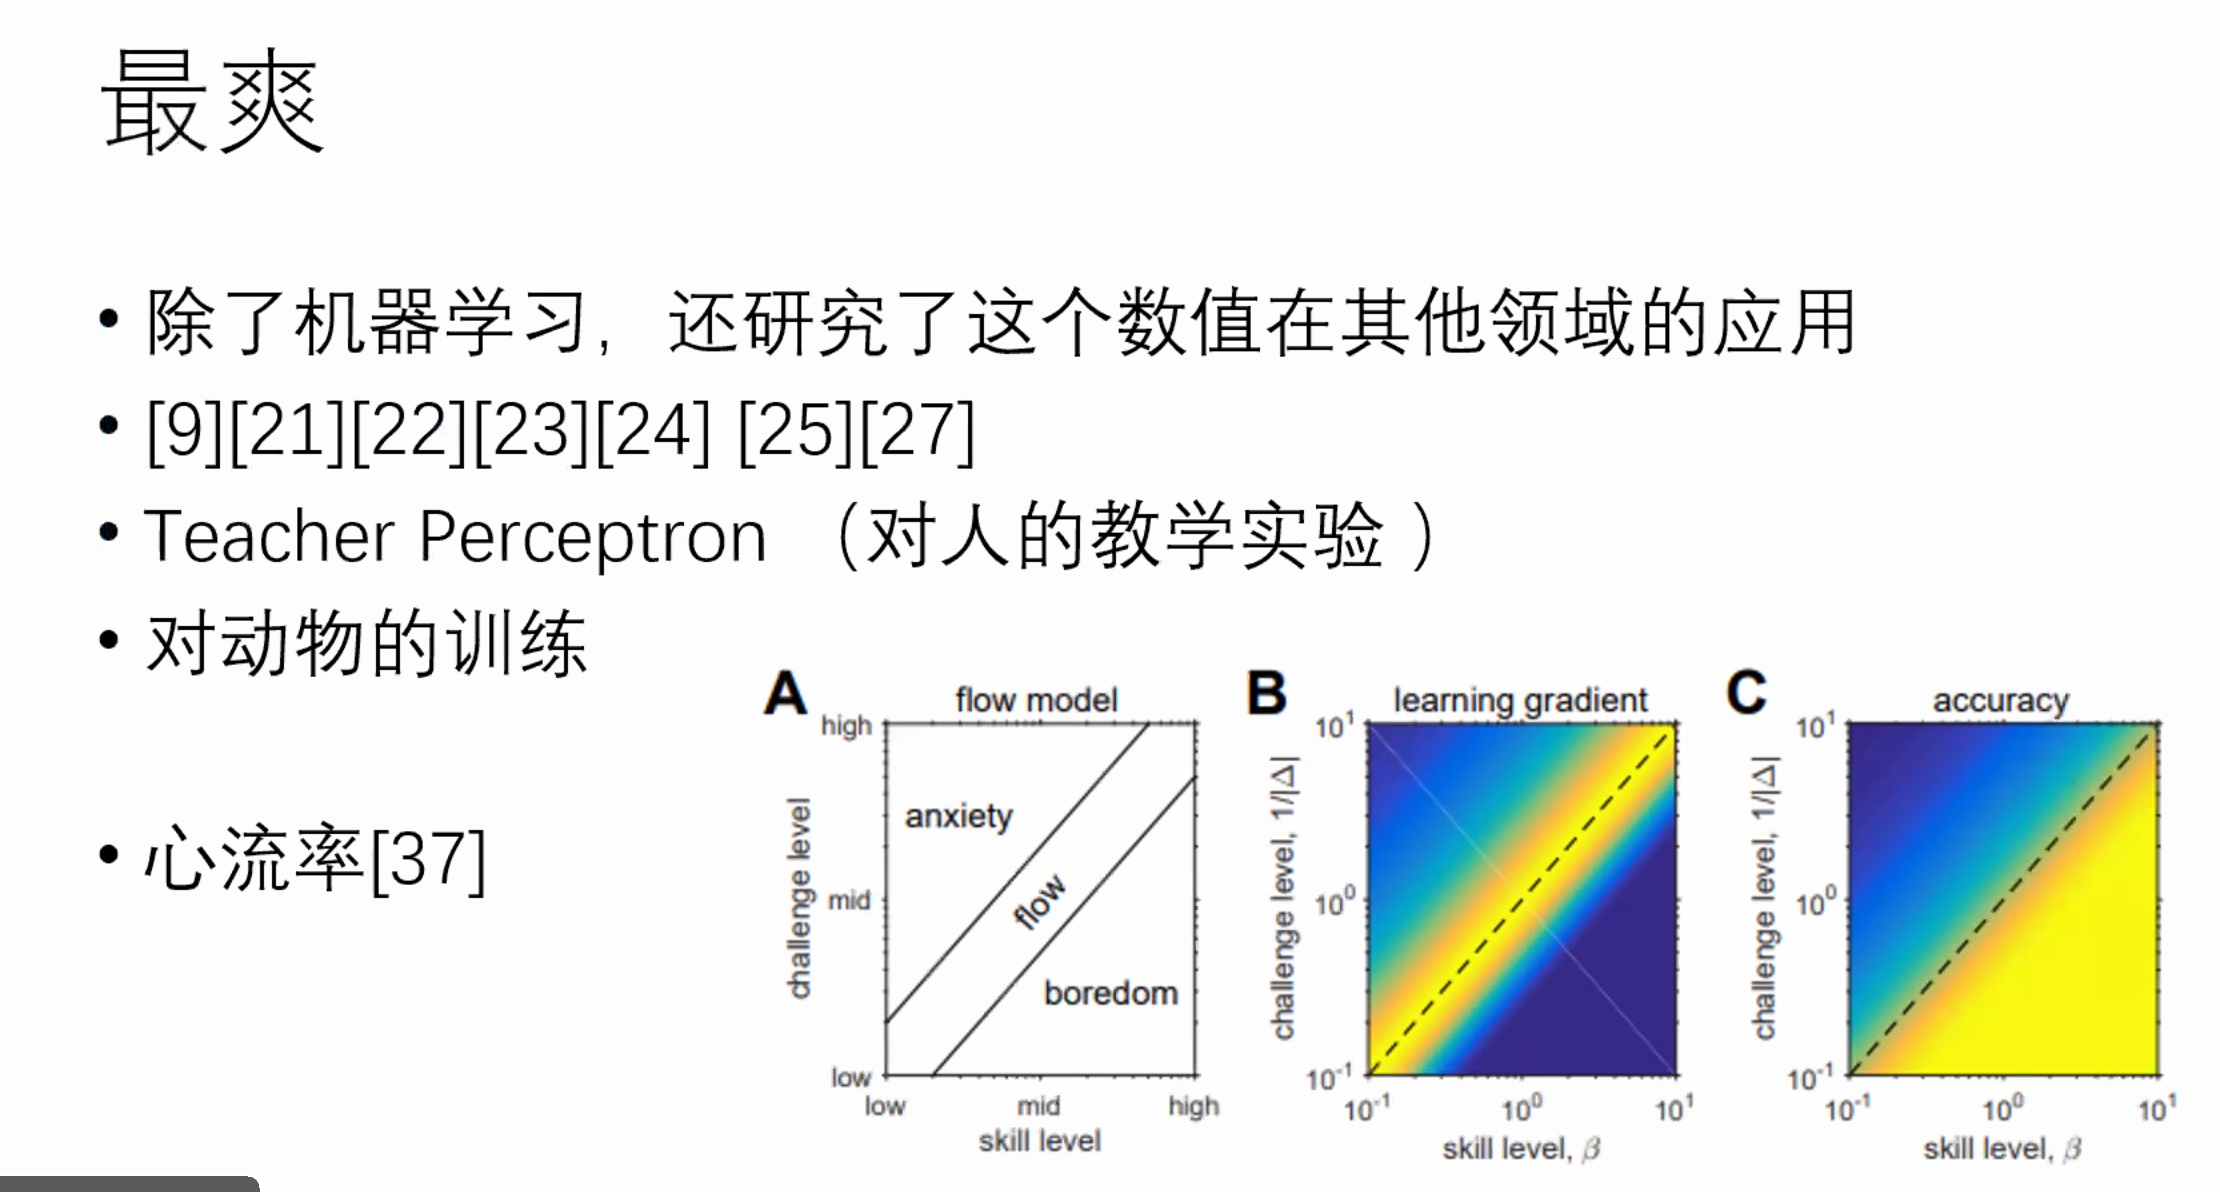 最爽
• 除了机器学习，还研究了这个数值在其他领域的应用
• [9][21][22][23][24] [25][27]
• Teacher Perceptron （对人的教学实验 ）
• 对动物的训练
• 心流率[37]
A
flow model
high
mid
low
challenge level
anxiety
flow
boredom
low mid high
skill level
B
learning gradient
10¹
10⁰
10⁻¹
challenge level, 1/|Δ|
10⁻¹ 10⁰ 10¹
skill level, β
C
accuracy
10¹
10⁰
10⁻¹
challenge level, 1/|Δ|
10⁻¹ 10⁰ 10¹
skill level, β